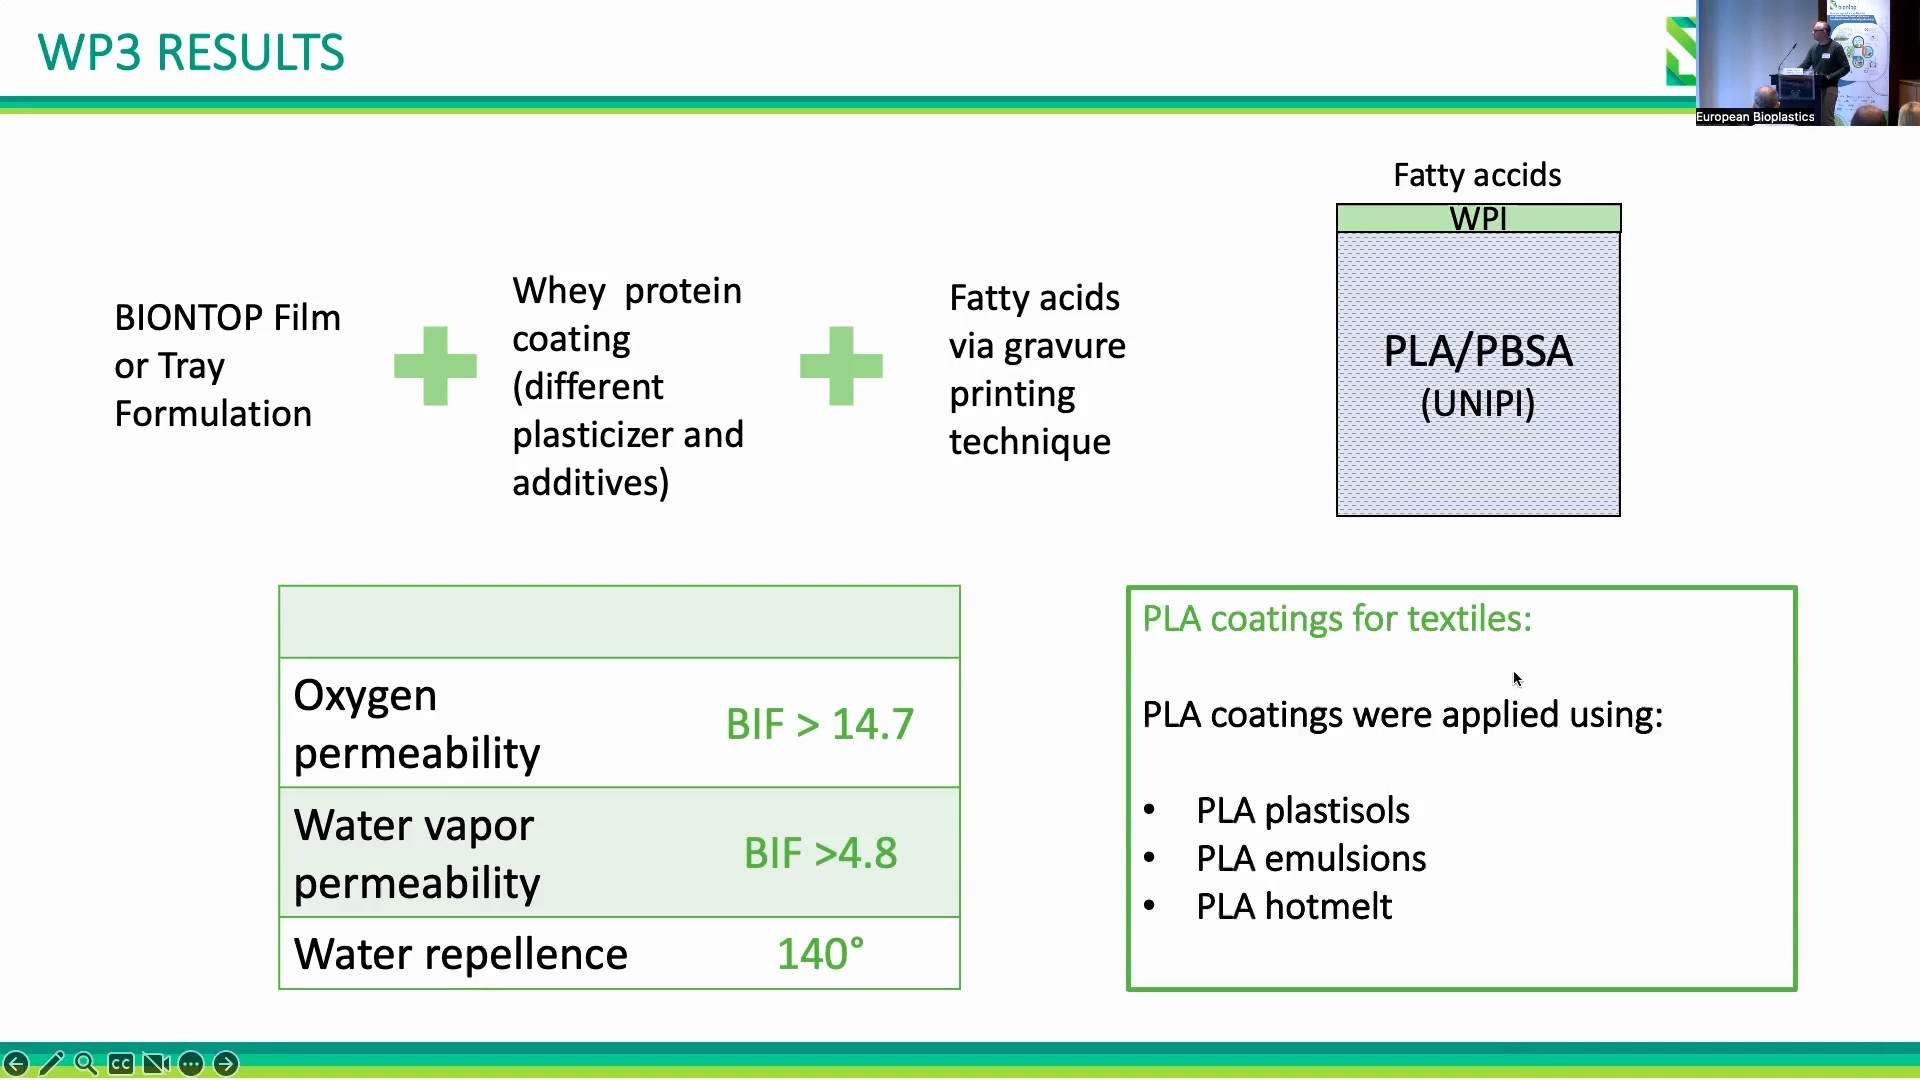 WP3 RESULTS
European Bioplastics
Fatty accids
WPI
PLA/PBSA
(UNIPI)
BIONTOP Film
or Tray
Formulation
Whey protein
coating
(different
plasticizer and
additives)
Fatty acids
via gravure
printing
technique
Oxygen
permeability
BIF > 14.7
Water vapor
permeability
BIF >4.8
Water repellence
140°
PLA coatings for textiles:
PLA coatings were applied using:
• PLA plastisols
• PLA emulsions
• PLA hotmelt
CC